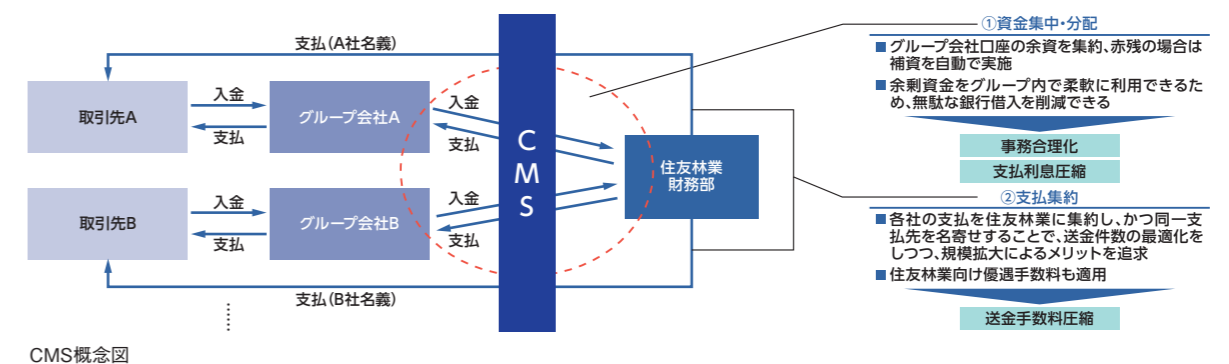 支払(A社名義)
取引先A
入金
支払
グループ会社A
入金
支払
取引先B
入金
支払
グループ会社B
入金
支払
支払(B社名義)
CMS
住友林業
財務部
①資金集中・分配
■グループ会社口座の余資を集約、赤残の場合は
補資を自動で実施
■余剰資金をグループ内で柔軟に利用できるた
め、無駄な銀行借入を削減できる
事務合理化
支払利息圧縮
②支払集約
■各社の支払を住友林業に集約し、かつ同一支
払先を名寄せすることで、送金件数の最適化を
しつつ、規模拡大によるメリットを追求
■住友林業向け優遇手数料も適用
送金手数料圧縮
CMS概念図